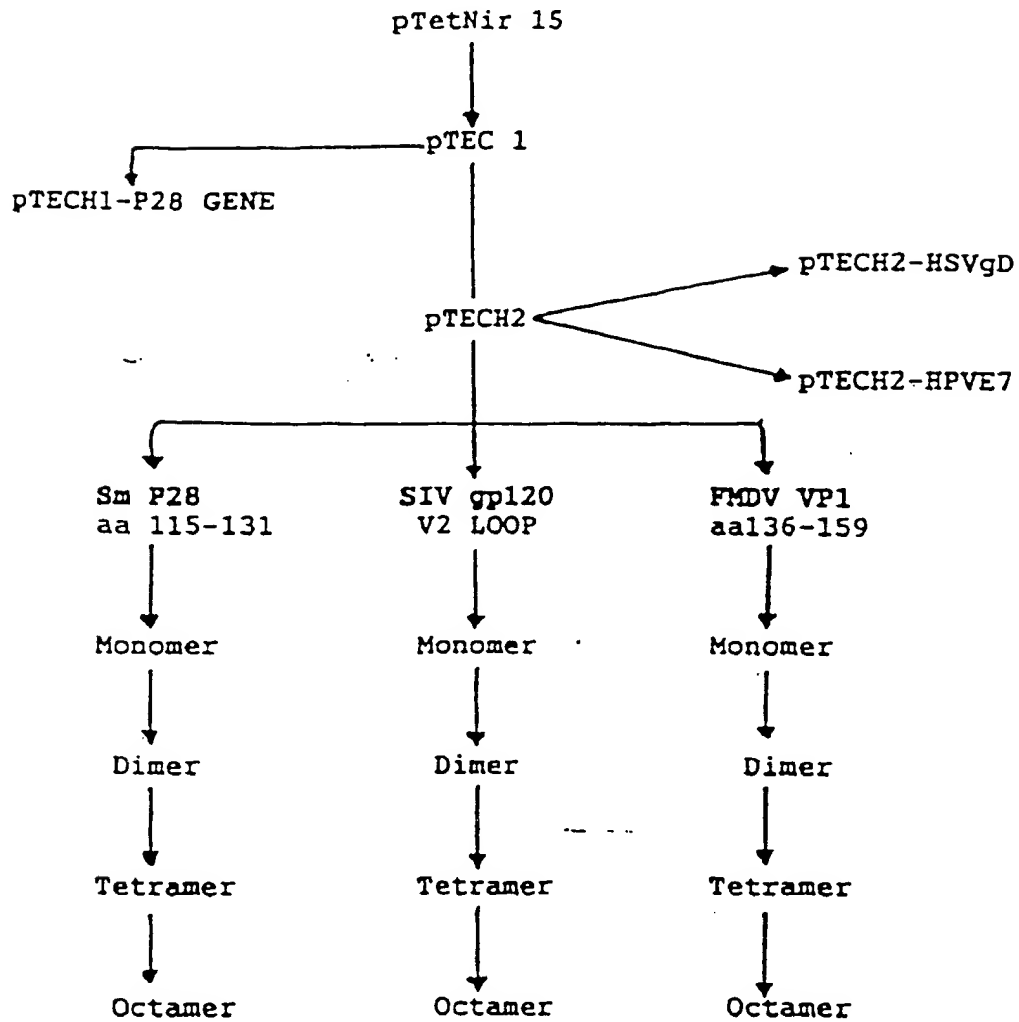 pTetNir 15
pTEC 1
pTECH1-P28 GENE
pTECH2-HSVgD
pTECH2
pTECH2-HPVE7
Sm P28
aa 115-131
SIV gp120
V2 LOOP
FMDV VP1
aa136-159
Monomer
Monomer
Monomer
Dimer
Dimer
Dimer
Tetramer
Tetramer
Tetramer
Octamer
Octamer
Octamer